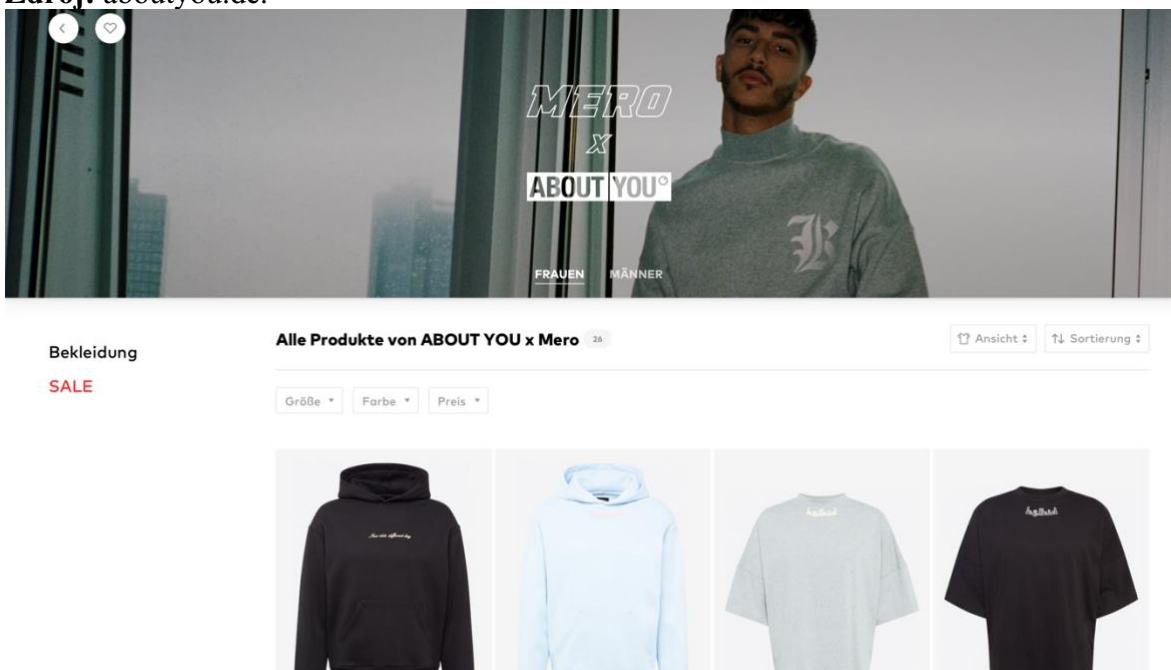 Zdroj: aboutyou.de.
MERO
X
ABOUT YOU°
FRAUEN MÄNNER
Bekleidung
SALE
Alle Produkte von ABOUT YOU x Mero 26
Ansicht
Sortierung
Größe
Farbe
Preis